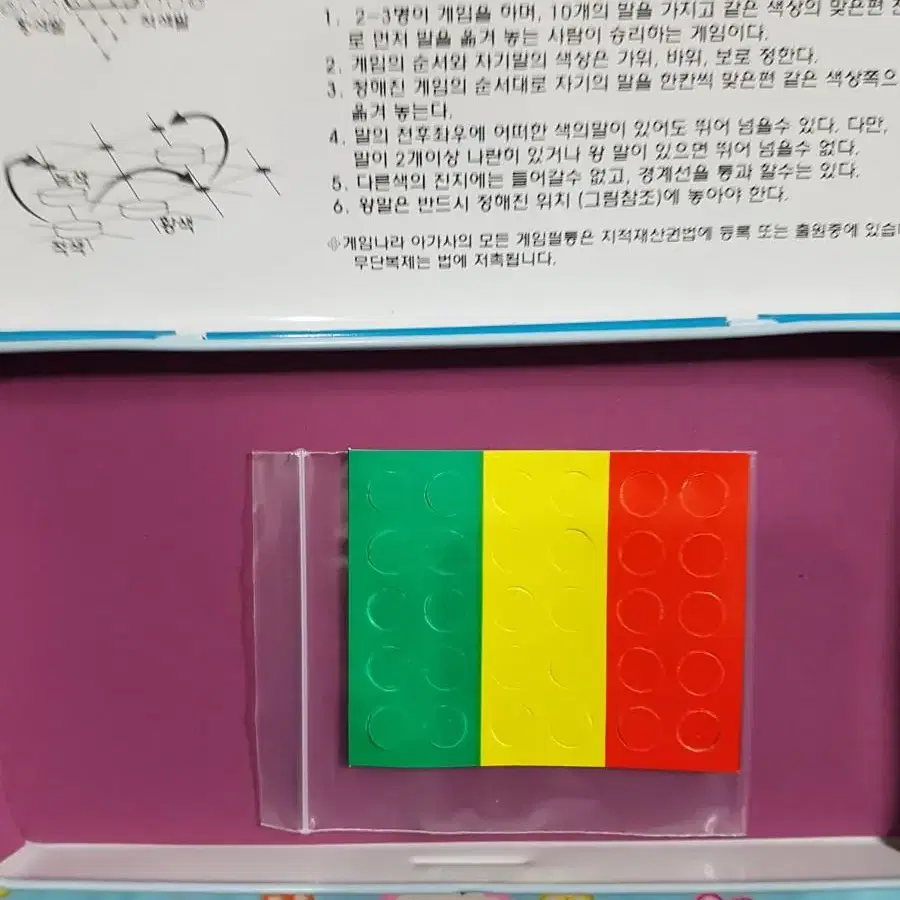 적색말
1. 2-3명이 게임을 하며, 10개의 말을 가지고 같은 색상의 맞은편
로 먼저 말을 옮겨 놓는 사람이 승리하는 게임이다.
2. 게임의 순서와 자기말의 색상은 가위, 바위, 보로 정한다.
3. 정해진 게임의 순서대로 자기의 말을 한칸씩 맞은편 같은 색상쪽으
옮겨 놓는다.
4. 말의 전후좌우에 어떠한 색의말이 있어도 뛰어 넘을수 있다. 다만,
말이 2개이상 나란히 있거나 왕 말이 있으면 뛰어 넘을수 없다.
5. 다른색의 진지에는 들어갈수 없고, 경계선을 통과 할수는 있다.
6. 왕말은 반드시 정해진 위치 (그림참조)에 놓아야 한다.
※게임나라 아가사의 모든 게임필통은 지적재산권법에 등록 또는 출원중에 있습니
무단복제는 법에 저촉됩니다.
녹색
황색
적색